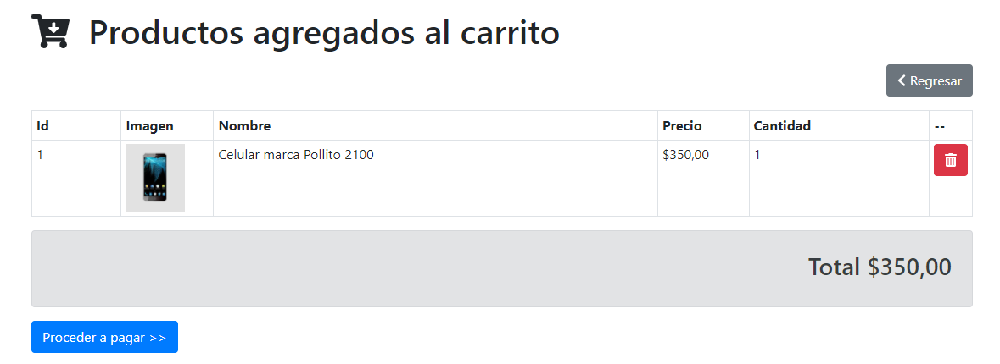 Productos agregados al carrito
Regresar
Id Imagen Nombre Precio Cantidad --
1 Celular marca Pollito 2100 $350,00 1
Total $350,00
Proceder a pagar >>